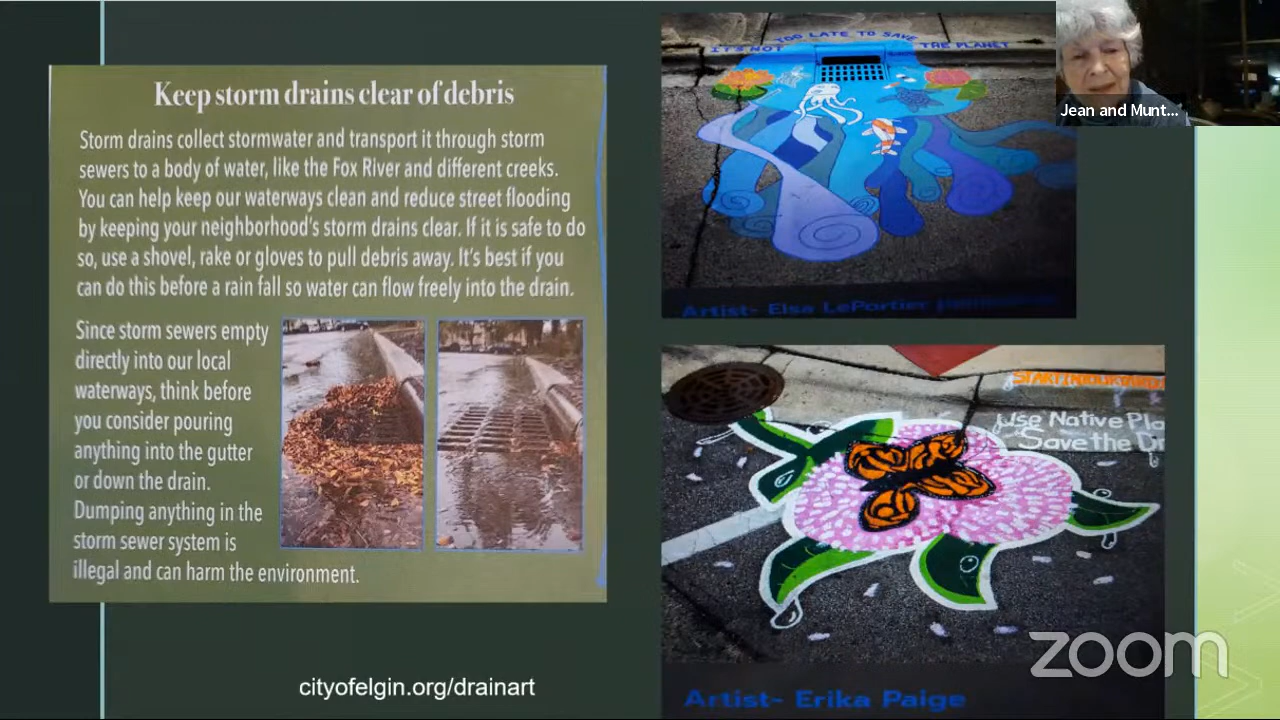 Keep storm drains clear of debris
Storm drains collect stormwater and transport it through storm
sewers to a body of water, like the Fox River and different creeks.
You can help keep our waterways clean and reduce street flooding
by keeping your neighborhood's storm drains clear. If it is safe to do
so, use a shovel, rake or gloves to pull debris away. It's best if you
can do this before a rain fall so water can flow freely into the drain.
Since storm sewers empty
directly into our local
waterways, think before
you consider pouring
anything into the gutter
or down the drain.
Dumping anything in the
storm sewer system is
illegal and can harm the environment.
cityofelgin.org/drainart
IT'S NOT TOO LATE TO SAVE THE PLANET
Artist- Elsa LePortier
Use Native Pla
Save the Dr
Artist- Erika Paige
Jean and Munt...
zoom